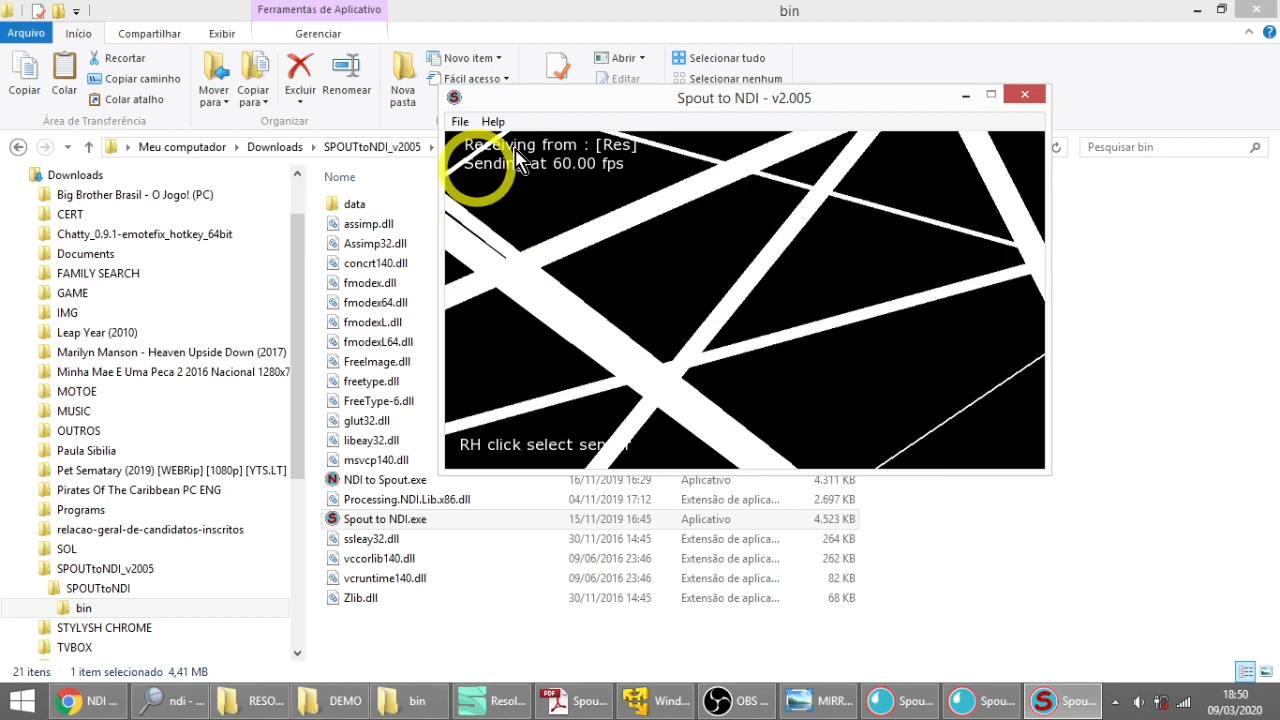 Ferramentas de Aplicativo
bin
Arquivo
Início
Compartilhar
Exibir
Gerenciar
Copiar
Colar
Recortar
Copiar caminho
Colar atalho
Área de Transferência
Mover para
Copiar para
Excluir
Renomear
Organizar
Nova pasta
Novo item
Fácil acesso
Abrir
Editar
Selecionar tudo
Selecionar nenhum
Meu computador
Downloads
SPOUTtoNDI_v2005
Pesquisar bin
Spout to NDI - v2.005
File
Help
Receiving from : [Res]
Sending at 60.00 fps
RH click select sender
Downloads
Big Brother Brasil - O Jogo! (PC)
CERT
Chatty_0.9.1-emotefix_hotkey_64bit
Documents
FAMILY SEARCH
GAME
IMG
Leap Year (2010)
Marilyn Manson - Heaven Upside Down (2017)
Minha Mae E Uma Peca 2 2016 Nacional 1280x7
MOTOE
MUSIC
OUTROS
Paula Sibilia
Pet Sematary (2019) [WEBRip] [1080p] [YTS.LT]
Pirates Of The Caribbean PC ENG
Programs
relacao-geral-de-candidatos-inscritos
SOL
SPOUTtoNDI_v2005
SPOUTtoNDI
bin
STYLYSH CHROME
TVBOX
Nome
data
assimp.dll
Assimp32.dll
concrt140.dll
fmodex.dll
fmodex64.dll
fmodexL.dll
fmodexL64.dll
FreeImage.dll
freetype.dll
FreeType-6.dll
glut32.dll
libeay32.dll
msvcp140.dll
NDI to Spout.exe 16/11/2019 16:29 Aplicativo 4.311 KB
Processing.NDI.Lib.x86.dll 04/11/2019 17:12 Extensão de aplica... 2.697 KB
Spout to NDI.exe 15/11/2019 16:45 Aplicativo 4.523 KB
ssleay32.dll 30/11/2016 14:45 Extensão de aplica... 264 KB
vccorlib140.dll 09/06/2016 23:46 Extensão de aplica... 262 KB
vcruntime140.dll 09/06/2016 23:46 Extensão de aplica... 82 KB
Zlib.dll 30/11/2016 14:45 Extensão de aplica... 68 KB
21 itens 1 item selecionado 4,41 MB
NDI ...
ndi - ...
RESO...
DEMO
bin
Resol...
Spou...
Wind...
OBS ...
MIRR...
Spou...
Spou...
Spou...
18:50
09/03/2020